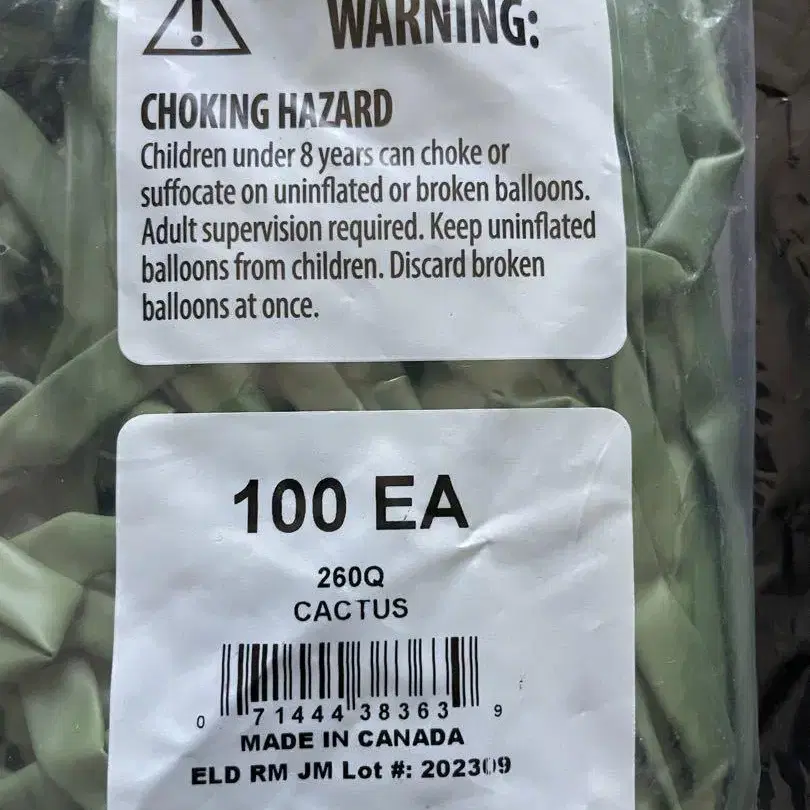 WARNING:
CHOKING HAZARD
Children under 8 years can choke or
suffocate on uninflated or broken balloons.
Adult supervision required. Keep uninflated
balloons from children. Discard broken
balloons at once.
100 EA
260Q
CACTUS
0 71444 38363 9
MADE IN CANADA
ELD RM JM Lot #: 202309